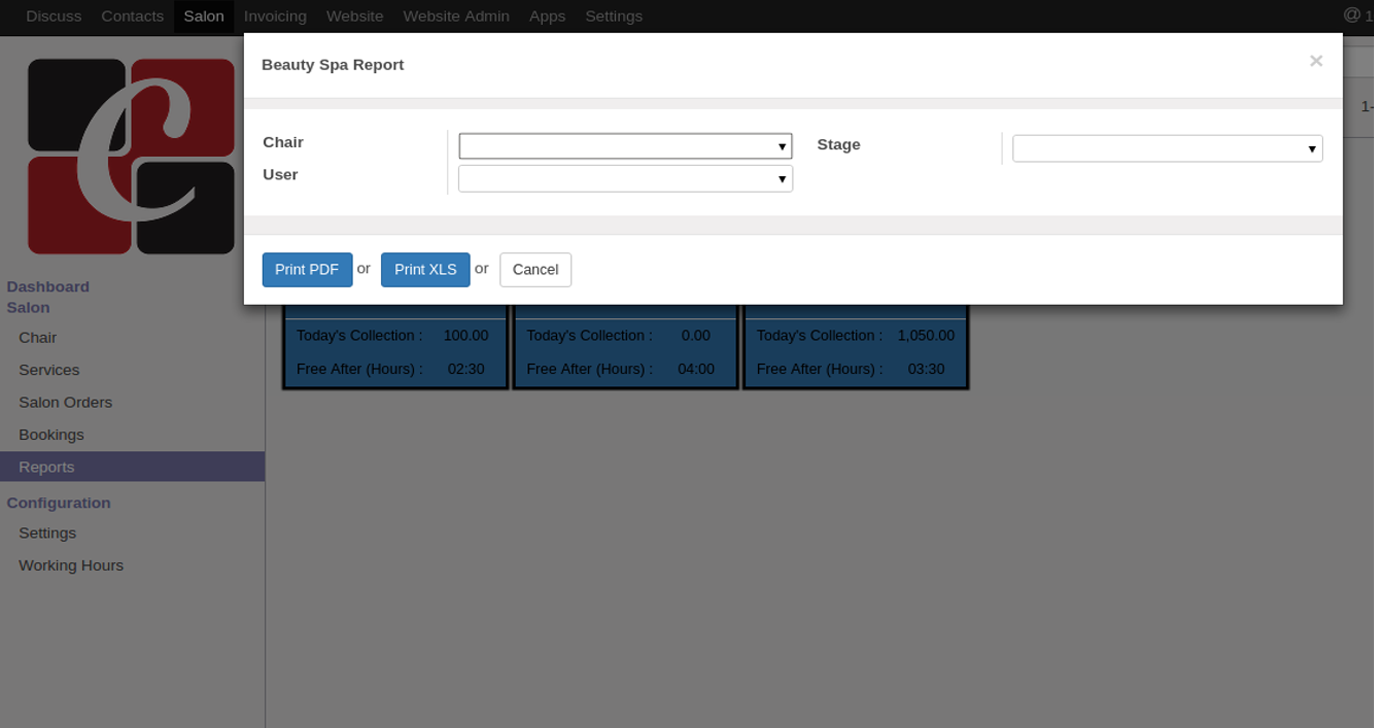 Discuss Contacts Salon Invoicing Website Website Admin Apps Settings @ 1
Beauty Spa Report ×
Chair Stage
User
Print PDF or Print XLS or Cancel
1-
Dashboard
Salon
Chair
Services
Salon Orders
Bookings
Reports
Configuration
Settings
Working Hours
Today's Collection : 100.00 Today's Collection : 0.00 Today's Collection : 1,050.00
Free After (Hours) : 02:30 Free After (Hours) : 04:00 Free After (Hours) : 03:30